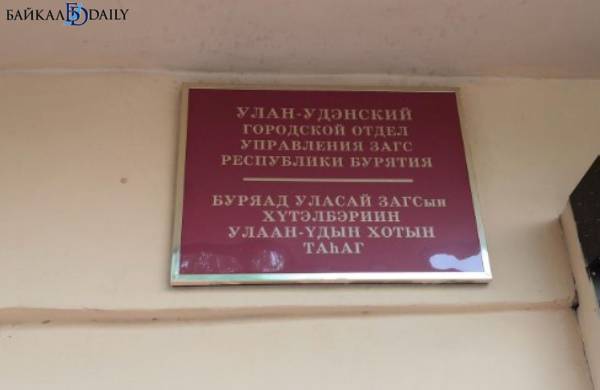 БАЙКАЛ DAILY
УЛАН-УДЭНСКИЙ
ГОРОДСКОЙ ОТДЕЛ
УПРАВЛЕНИЯ ЗАГС
РЕСПУБЛИКИ БУРЯТИЯ
БУРЯАД УЛАСАЙ ЗАГСын
ХҮТЭЛБЭРИИН
УЛААН-ҮДЫН ХОТЫН
ТАҺАГ